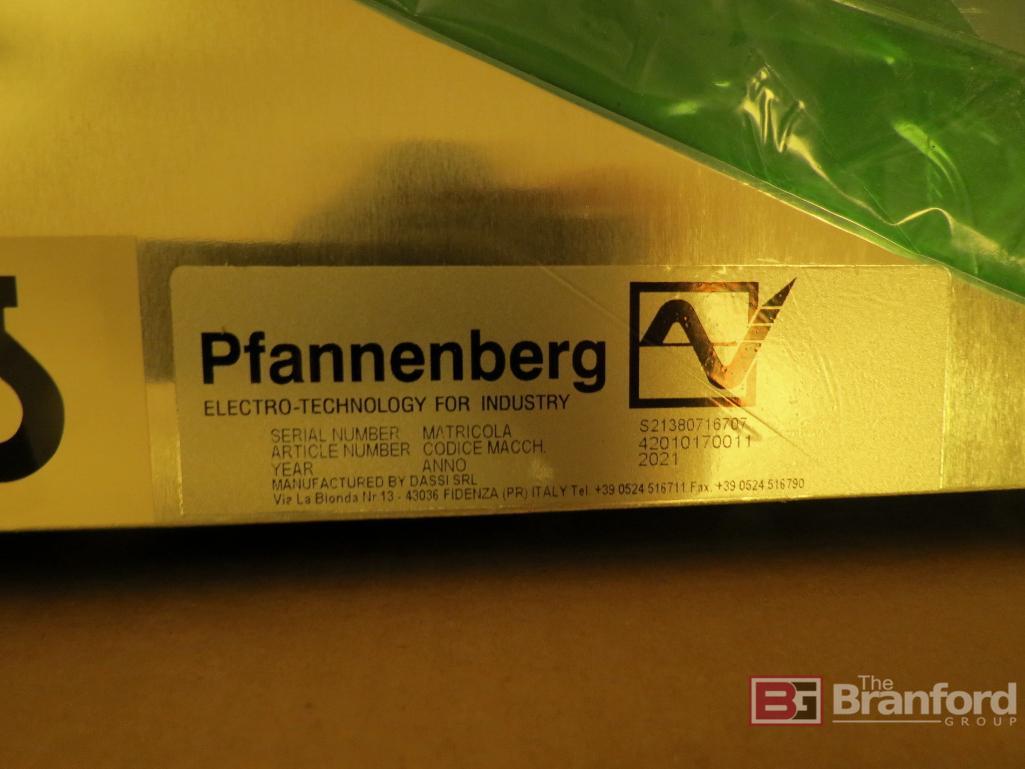 Pfannenberg
ELECTRO-TECHNOLOGY FOR INDUSTRY
SERIAL NUMBER MATRICOLA S21380716707
ARTICLE NUMBER CODICE MACCH. 42010170011
YEAR ANNO 2021
MANUFACTURED BY DASSI SRL
Via La Bionda Nr 13 - 43036 FIDENZA (PR) ITALY Tel. +39 0524 516711 Fax. +39 0524 516790
BG The Branford GROUP